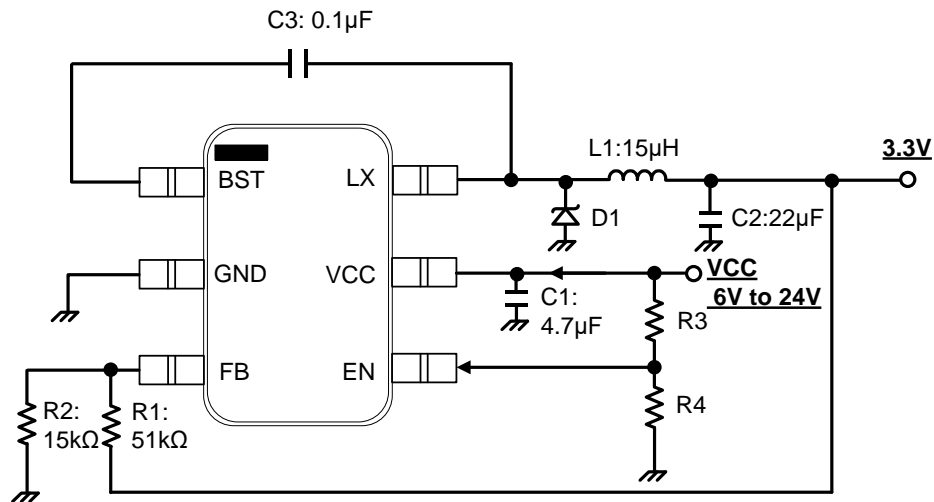 C3: 0.1µF
BST
LX
L1:15µH
3.3V
D1
C2:22µF
GND
VCC
C1:
4.7µF
VCC
6V to 24V
R3
FB
EN
R2:
15kΩ
R1:
51kΩ
R4